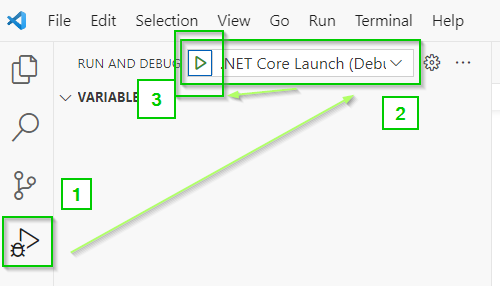 File Edit Selection View Go Run Terminal Help
RUN AND DEBUG .NET Core Launch (Debu
VARIABLE
3
2
1